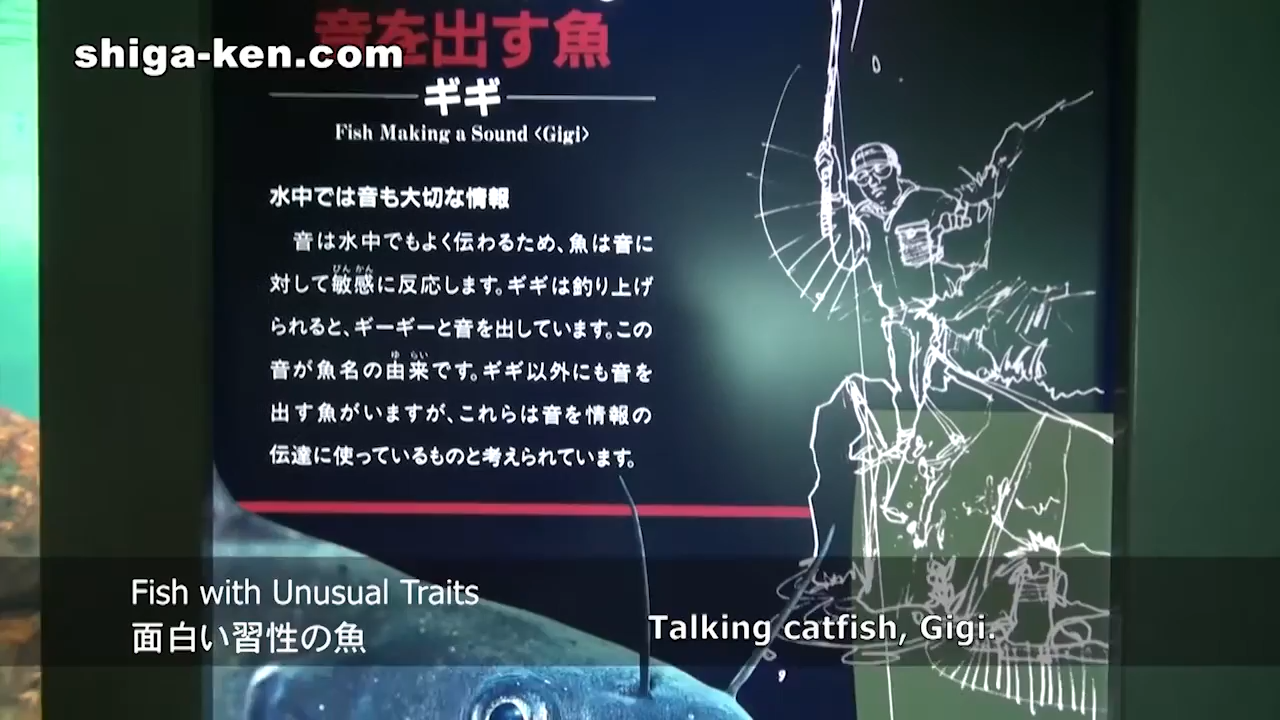 shiga-ken.com
音を出す魚
ギギ
Fish Making a Sound <Gigi>
水中では音も大切な情報
音は水中でもよく伝わるため、魚は音に
対して敏感に反応します。ギギは釣り上げ
られると、ギーギーと音を出しています。この
音が魚名の由来です。ギギ以外にも音を
出す魚がいますが、これらは音を情報の
伝達に使っているものと考えられています。
Fish with Unusual Traits
面白い習性の魚
Talking catfish, Gigi.